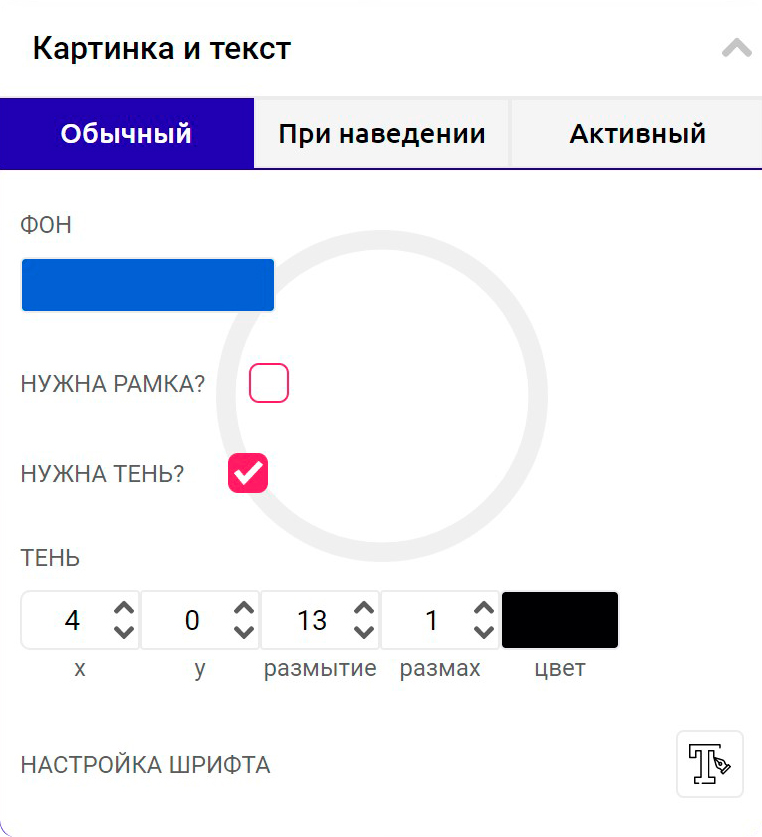 Картинка и текст
Обычный При наведении Активный
ФОН
НУЖНА РАМКА?
НУЖНА ТЕНЬ?
ТЕНЬ
4 0 13 1
x y размытие размах цвет
НАСТРОЙКА ШРИФТА